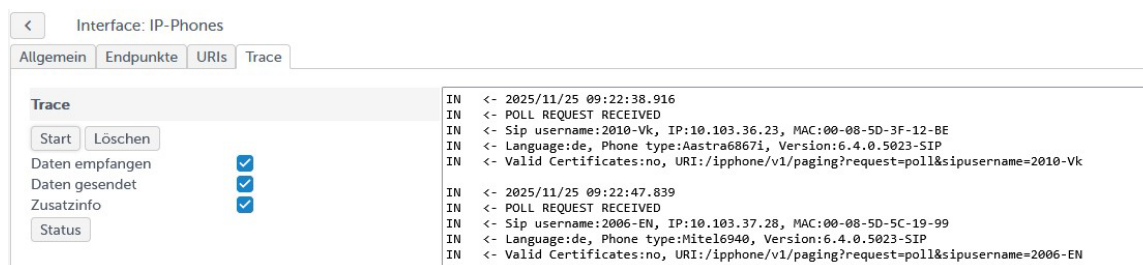 Interface: IP-Phones
Allgemein Endpunkte URIs Trace
Trace
Start Löschen
Daten empfangen
Daten gesendet
Zusatzinfo
Status
IN <- 2025/11/25 09:22:38.916
IN <- POLL REQUEST RECEIVED
IN <- Sip username:2010-Vk, IP:10.103.36.23, MAC:00-08-5D-3F-12-BE
IN <- Language:de, Phone type:Aastra6867i, Version:6.4.0.5023-SIP
IN <- Valid Certificates:no, URI:/ipphone/v1/paging?request=poll&sipusername=2010-Vk
IN <- 2025/11/25 09:22:47.839
IN <- POLL REQUEST RECEIVED
IN <- Sip username:2006-EN, IP:10.103.37.28, MAC:00-08-5D-5C-19-99
IN <- Language:de, Phone type:Mitel6940, Version:6.4.0.5023-SIP
IN <- Valid Certificates:no, URI:/ipphone/v1/paging?request=poll&sipusername=2006-EN